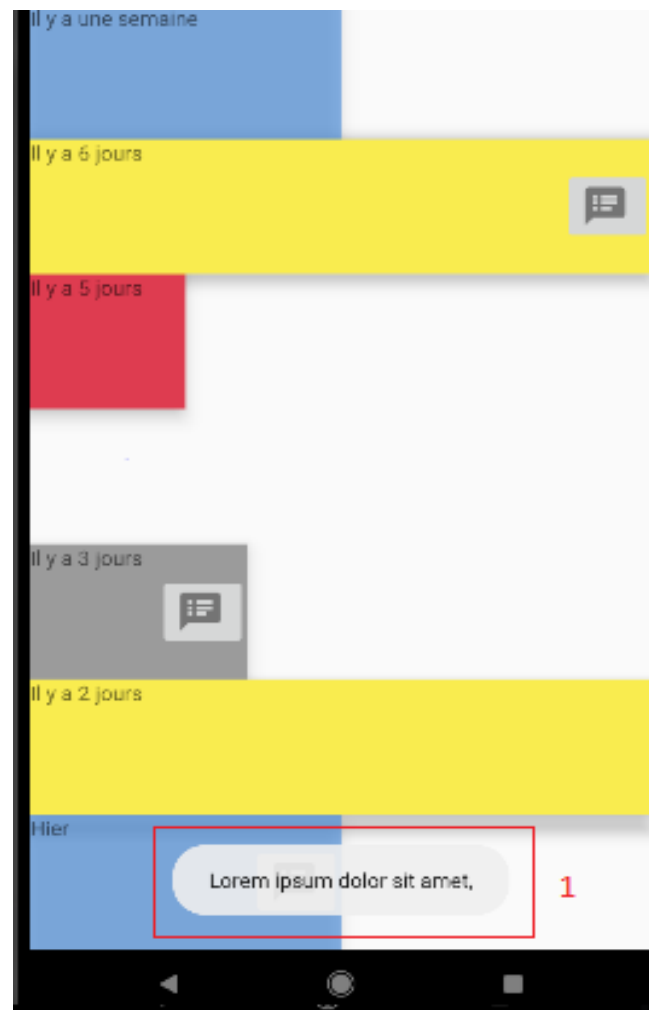 Il y a une semaine
Il y a 6 jours
Il y a 5 jours
Il y a 3 jours
Il y a 2 jours
Hier
Lorem ipsum dolor sit amet,
1